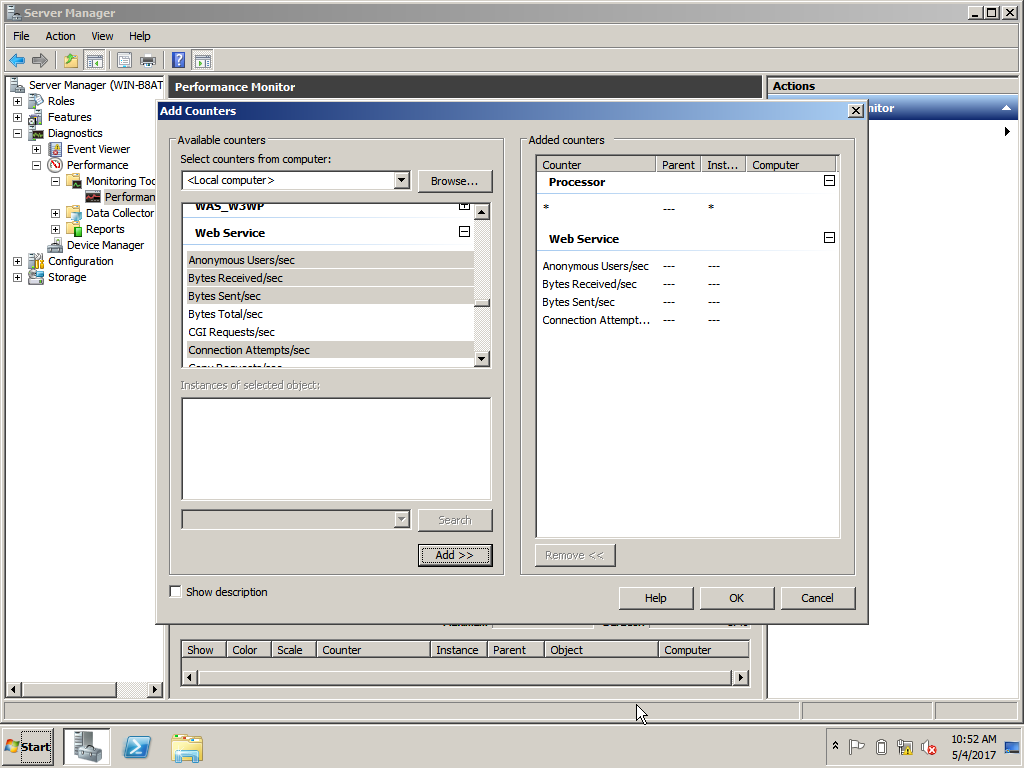 Server Manager
File Action View Help
Server Manager (WIN-B8AT
Roles
Features
Diagnostics
Event Viewer
Performance
Monitoring Too
Performan
Data Collector
Reports
Device Manager
Configuration
Storage
Performance Monitor
Actions
nitor
Add Counters
Available counters
Select counters from computer:
<Local computer>
Browse...
WAS_W3WP
Web Service
Anonymous Users/sec
Bytes Received/sec
Bytes Sent/sec
Bytes Total/sec
CGI Requests/sec
Connection Attempts/sec
Copy Requests/sec
Instances of selected object:
Search
Add >>
Show description
Added counters
Counter Parent Inst... Computer
Processor
* --- *
Web Service
Anonymous Users/sec --- ---
Bytes Received/sec --- ---
Bytes Sent/sec --- ---
Connection Attempt... --- ---
Remove <<
Help OK Cancel
Show Color Scale Counter Instance Parent Object Computer
Start
10:52 AM
5/4/2017